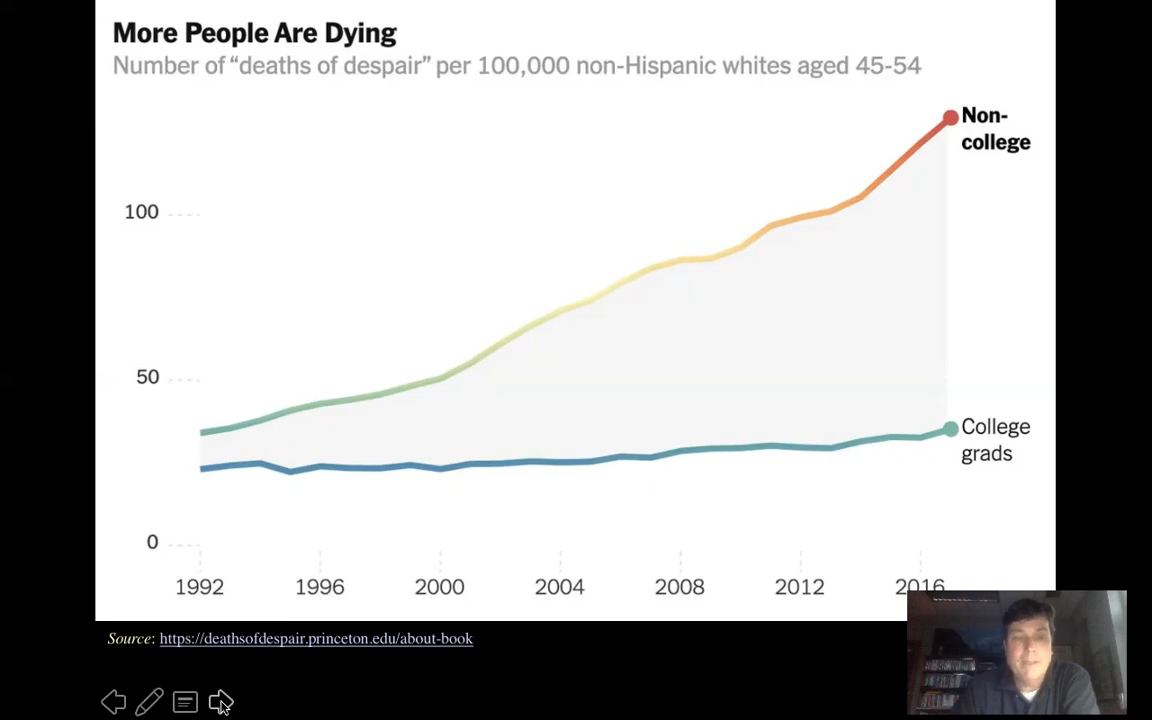 More People Are Dying
Number of “deaths of despair” per 100,000 non-Hispanic whites aged 45-54
Non-
college
100
50
College
grads
0
1992 1996 2000 2004 2008 2012 2016
Source: https://deathsofdespair.princeton.edu/about-book